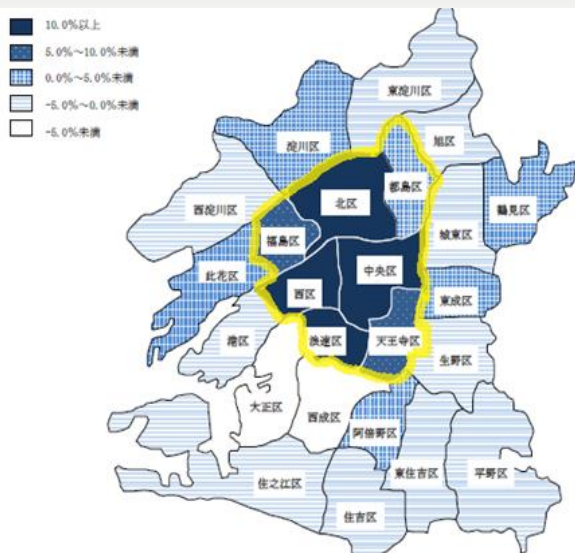 10.0%以上
5.0%～10.0%未満
0.0%～5.0%未満
-5.0%～0.0%未満
-5.0%未満
東淀川区
淀川区
旭区
都島区
北区
西淀川区
鶴見区
福島区
城東区
中央区
此花区
西区
東成区
港区
浪速区
天王寺区
生野区
大正区
西成区
阿倍野区
東住吉区
平野区
住之江区
住吉区